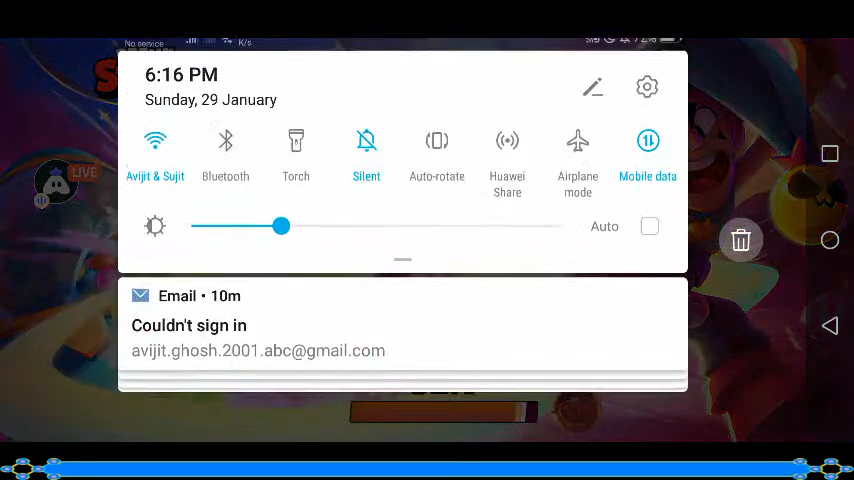 No service K/s
6:16 PM
Sunday, 29 January
Avijit & Sujit Bluetooth Torch Silent Auto-rotate Huawei Share Airplane mode Mobile data
Auto
LIVE
Email • 10m
Couldn't sign in
avijit.ghosh.2001.abc@gmail.com